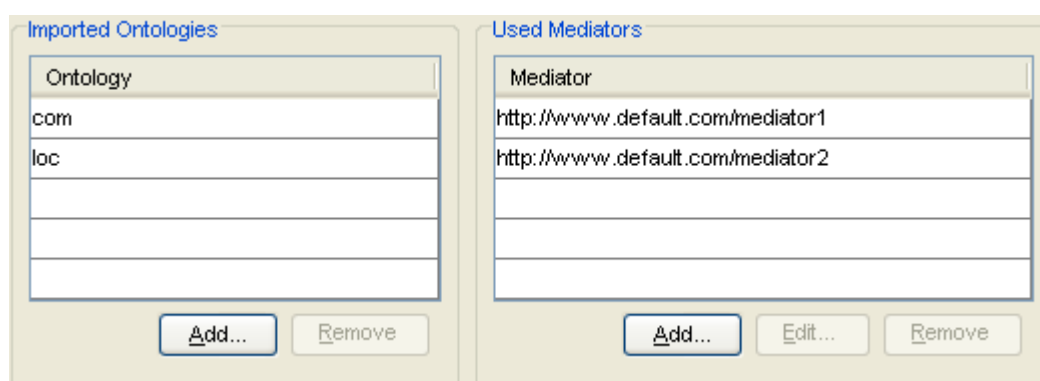 Imported Ontologies
Ontology
com
loc
Add...
Remove
Used Mediators
Mediator
http://www.default.com/mediator1
http://www.default.com/mediator2
Add...
Edit...
Remove